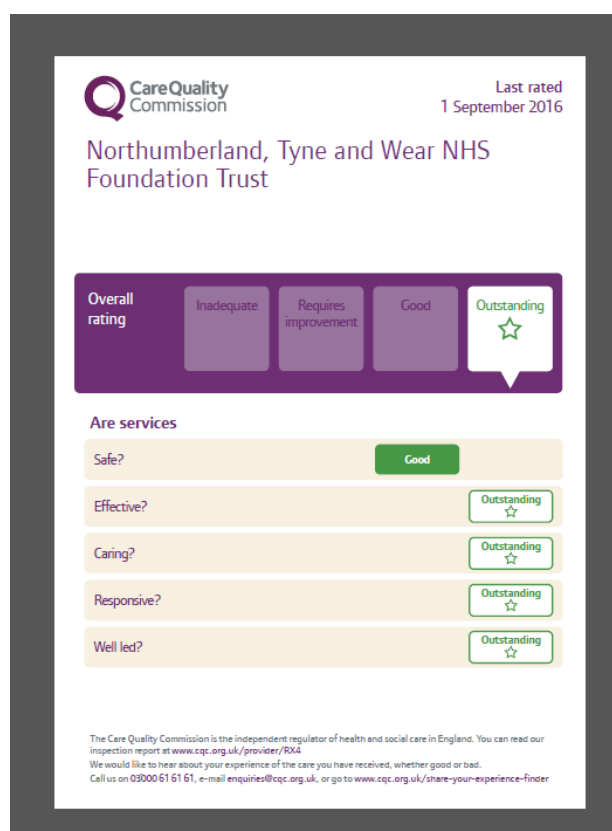 CareQuality
Commission
Last rated
1 September 2016
Northumberland, Tyne and Wear NHS
Foundation Trust
Overall
rating
Inadequate
Requires
improvement
Good
Outstanding
Are services
Safe?
Good
Effective?
Outstanding
Caring?
Outstanding
Responsive?
Outstanding
Well led?
Outstanding
The Care Quality Commission is the independent regulator of health and social care in England. You can read our
inspection report at www.cqc.org.uk/provider/RX4
We would like to hear about your experience of the care you have received, whether good or bad.
Call us on 03000 61 61 61, e-mail enquiries@cqc.org.uk, or go to www.cqc.org.uk/share-your-experience-finder